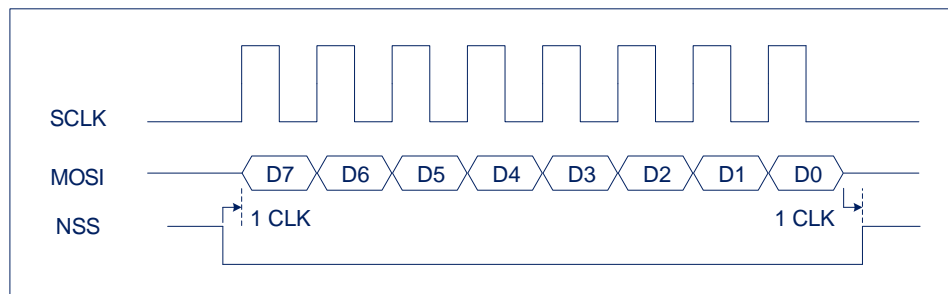 SCLK
MOSI D7 D6 D5 D4 D3 D2 D1 D0
1 CLK 1 CLK
NSS